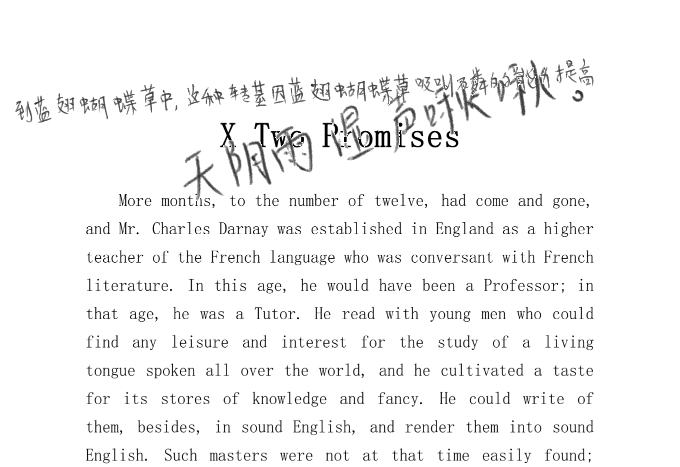 到蓝翅蝴蝶草中,这种转基因蓝翅蝴蝶草吸收 提高
天阴雨湿声啾啾。
X Two Promises
More months, to the number of twelve, had come and gone,
and Mr. Charles Darnay was established in England as a higher
teacher of the French language who was conversant with French
literature. In this age, he would have been a Professor; in
that age, he was a Tutor. He read with young men who could
find any leisure and interest for the study of a living
tongue spoken all over the world, and he cultivated a taste
for its stores of knowledge and fancy. He could write of
them, besides, in sound English, and render them into sound
English. Such masters were not at that time easily found;